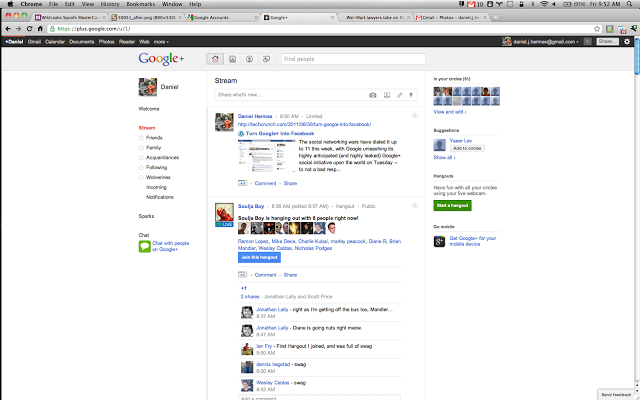 Chrome File Edit View History Bookmarks Window Help
Fri 9:52 AM
WikiLeaks Spoofs MasterCar
30011_after.png (800×332)
Google Accounts
Google+
Wal-Mart lawyers take on M
Gmail - Photos - daniel.j.he
https://plus.google.com/u/1/
+Daniel Gmail Calendar Documents Photos Reader Web more
daniel.j.hermes@gmail.com
Share...
Google+
Find people
Daniel
Welcome
Stream
Friends
Family
Acquaintances
Following
Wolverines
Incoming
Notifications
Sparks
Chat
Chat with people
on Google+
Stream
Share what's new...
Daniel Hermes - 8:50 AM - Limited
http://techcrunch.com/2011/06/30/turn-google-into-facebook/
Turn Google+ Into Facebook
The social networking wars have dialed it up
to 11 this week, with Google unleashing its
highly anticipated (and highly leaked) Google+
social initiative upon the world on Tuesday –
to not a bad resp...
+1 - Comment - Share
Soulja Boy - 8:36 AM (edited 8:57 AM) - Hangout - Public
LIVE
Soulja Boy is hanging out with 8 people right now!
Ramon Lopez, Mike Dece, Charlie Kubal, marley peacock, Diane R, Brian
Mandler, Wesley Caldas, Nicholas Podges
Join this hangout
+1 - Comment - Share
+1
2 shares - Jonathan Lally and Scott Price
Jonathan Lally - right as I'm getting off the bus too, Mandler...
8:37 AM
Jonathan Lally - Diane is going nuts right meow.
8:47 AM
Ian Fry - First Hangout I joined, and was full of swag
8:50 AM
dennis hegstad - swag
8:50 AM
Wesley Caldas - swag
8:52 AM
Add a comment
In your circles (81)
View and edit ›
Suggestions
Yaser Lev
Add to circles
Show all ›
Hangouts
Have fun with all your circles
using your live webcam.
Start a hangout
Go mobile
Get Google+ for your
mobile device
Send feedback